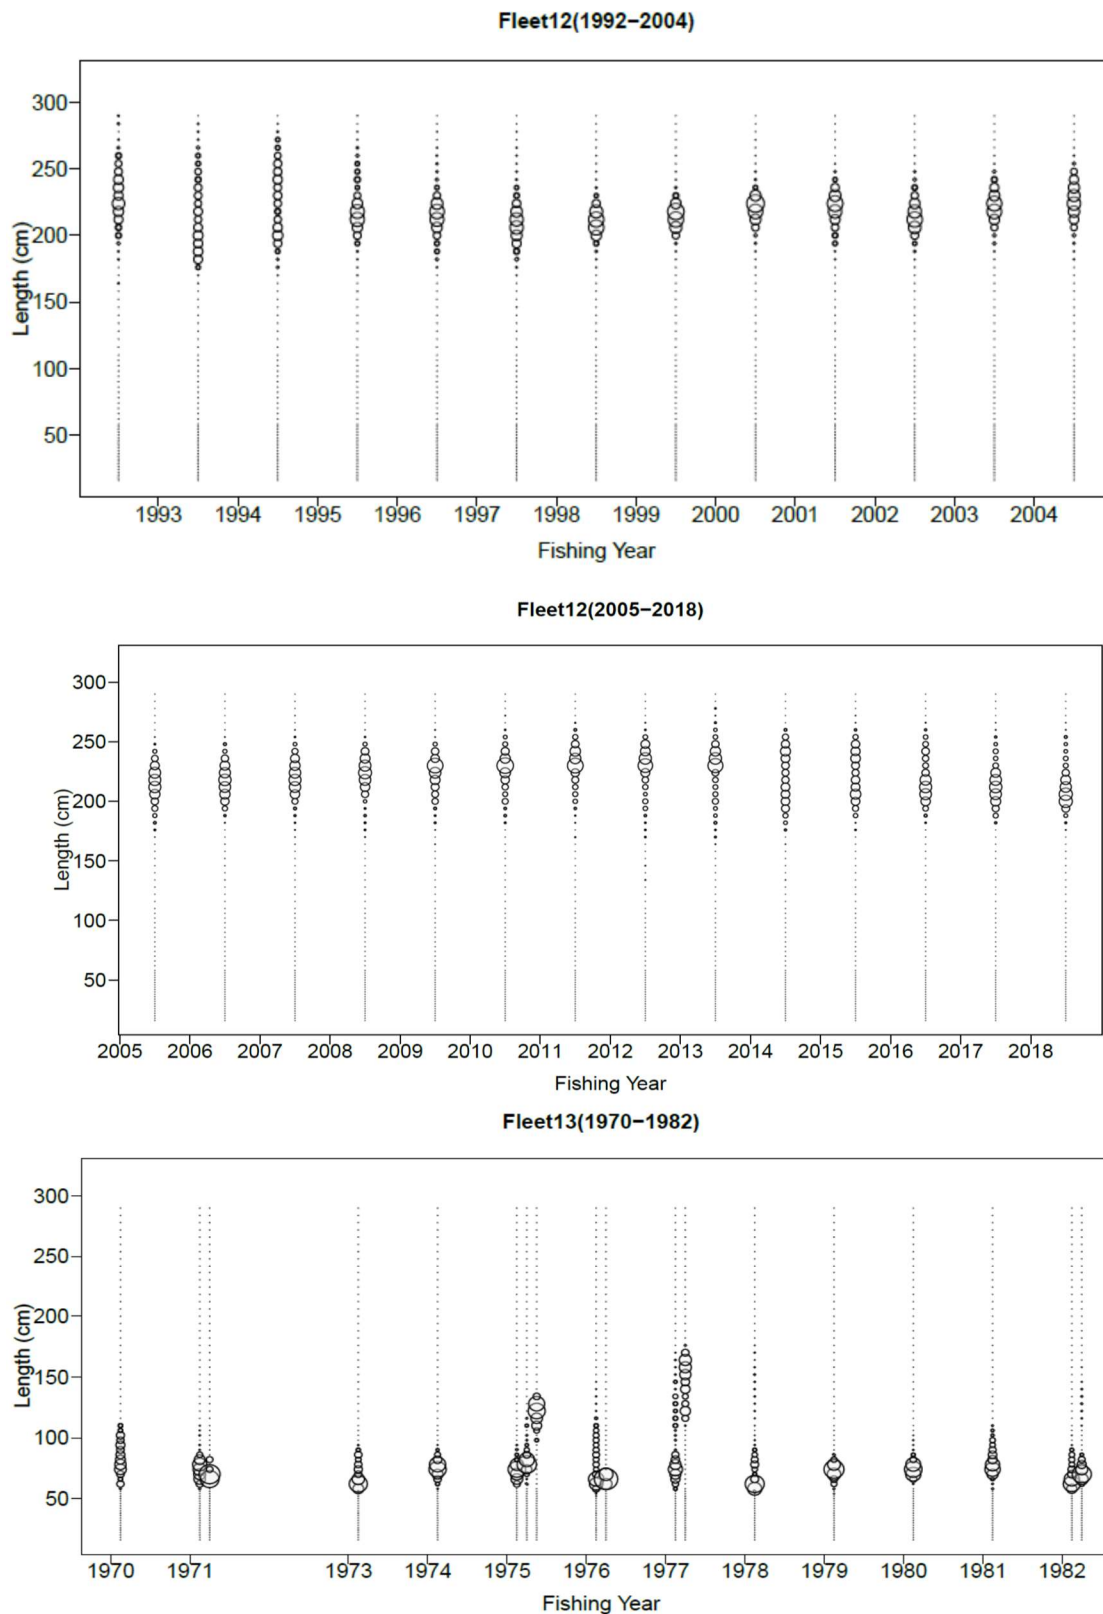 Fleet12(1992−2004)
Length (cm)
300
250
200
150
100
50
1993 1994 1995 1996 1997 1998 1999 2000 2001 2002 2003 2004
Fishing Year
Fleet12(2005−2018)
Length (cm)
300
250
200
150
100
50
2005 2006 2007 2008 2009 2010 2011 2012 2013 2014 2015 2016 2017 2018
Fishing Year
Fleet13(1970−1982)
Length (cm)
300
250
200
150
100
50
1970 1971 1973 1974 1975 1976 1977 1978 1979 1980 1981 1982
Fishing Year